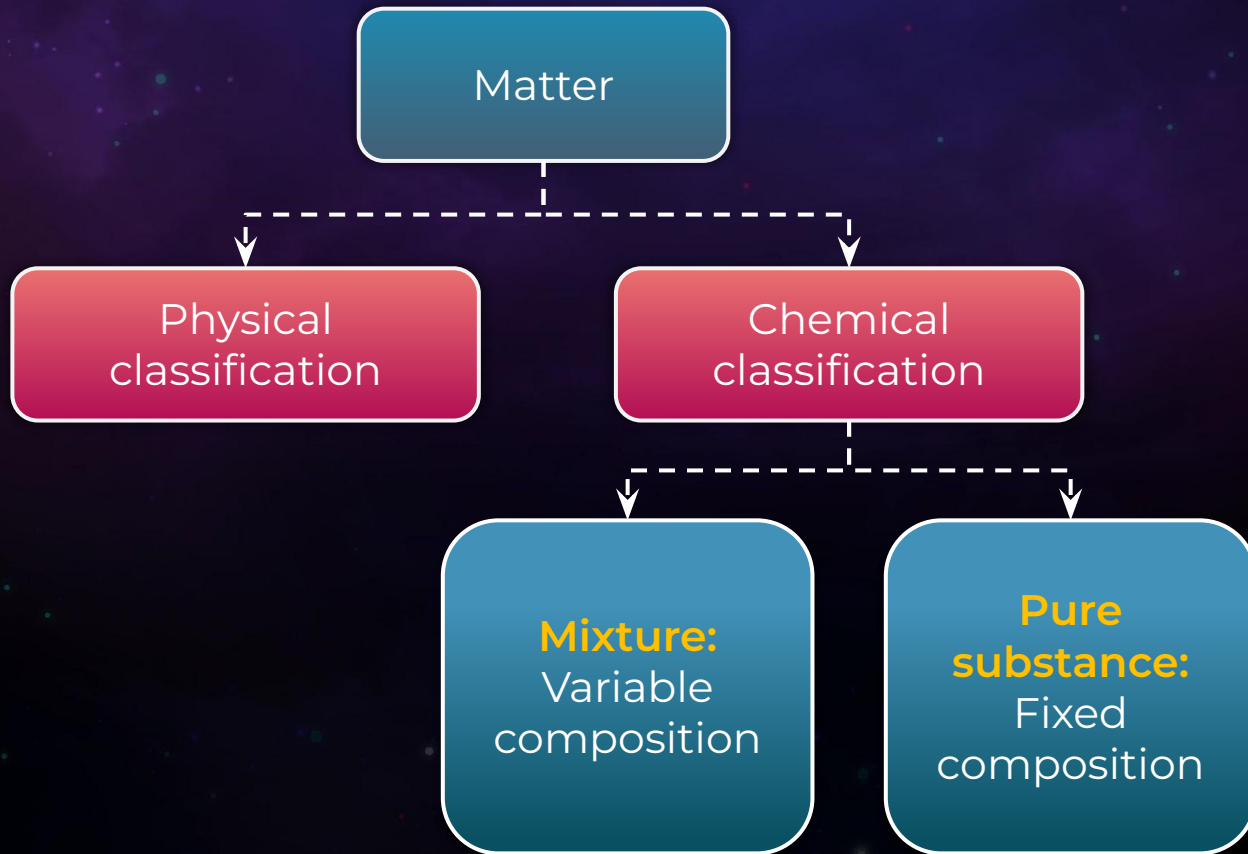 Matter
Physical
classification
Chemical
classification
Mixture:
Variable
composition
Pure
substance:
Fixed
composition